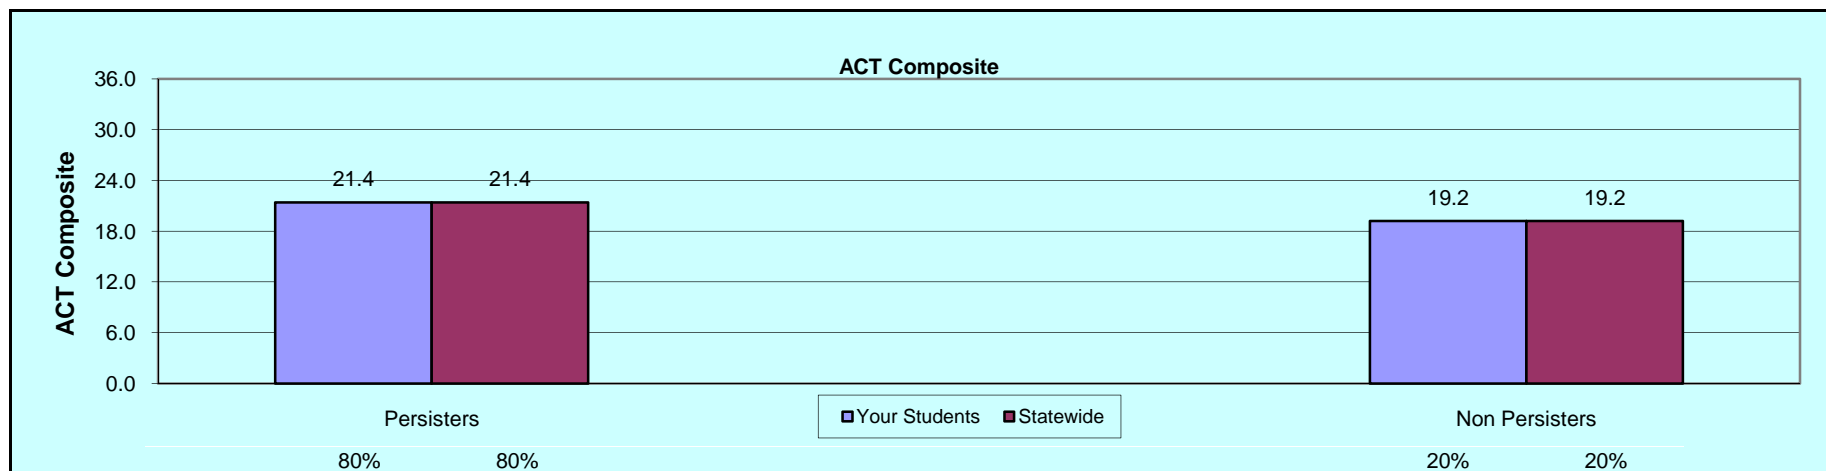 ACT Composite
36.0
30.0
24.0
18.0
12.0
6.0
0.0
ACT Composite
21.4 21.4 19.2 19.2
Persisters Non Persisters
Your Students Statewide
80% 80% 20% 20%